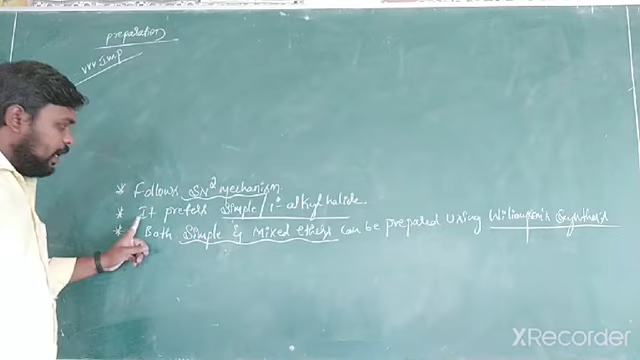 preparation
vvv Imp
* Follows SN² mechanism.
* It prefers Simple / 1° alkyl halide.
* Both Simple & Mixed ethers can be prepared using Williamson's Synthesis
XRecorder